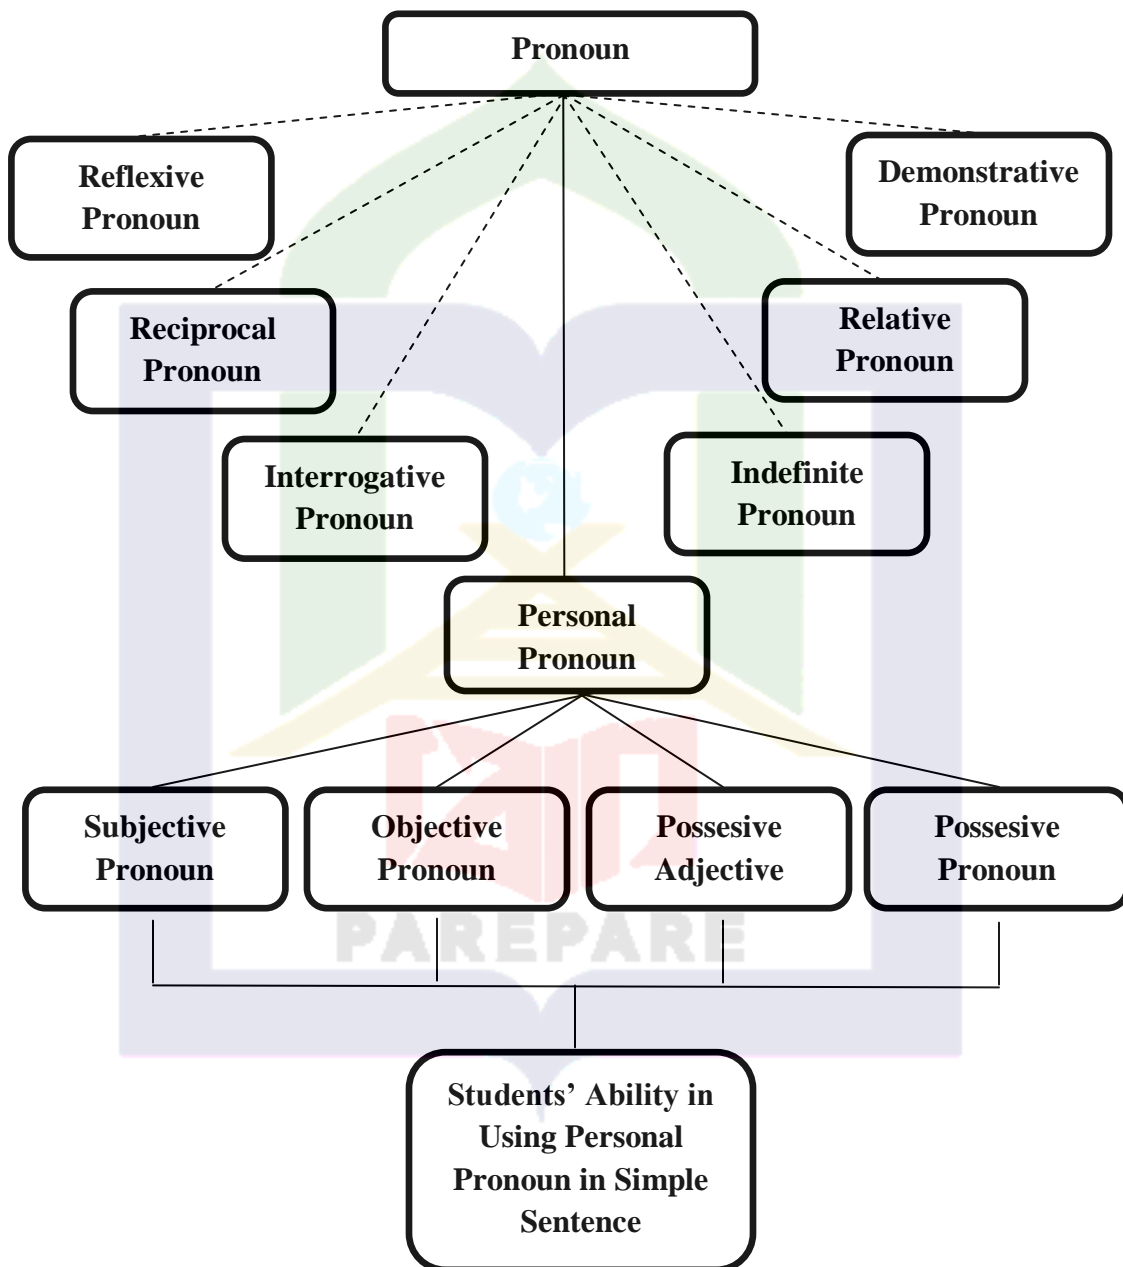 Pronoun
Reflexive
Pronoun
Demonstrative
Pronoun
Reciprocal
Pronoun
Relative
Pronoun
Interrogative
Pronoun
Indefinite
Pronoun
Personal
Pronoun
Subjective
Pronoun
Objective
Pronoun
Possesive
Adjective
Possesive
Pronoun
PAREPARE
Students’ Ability in
Using Personal
Pronoun in Simple
Sentence